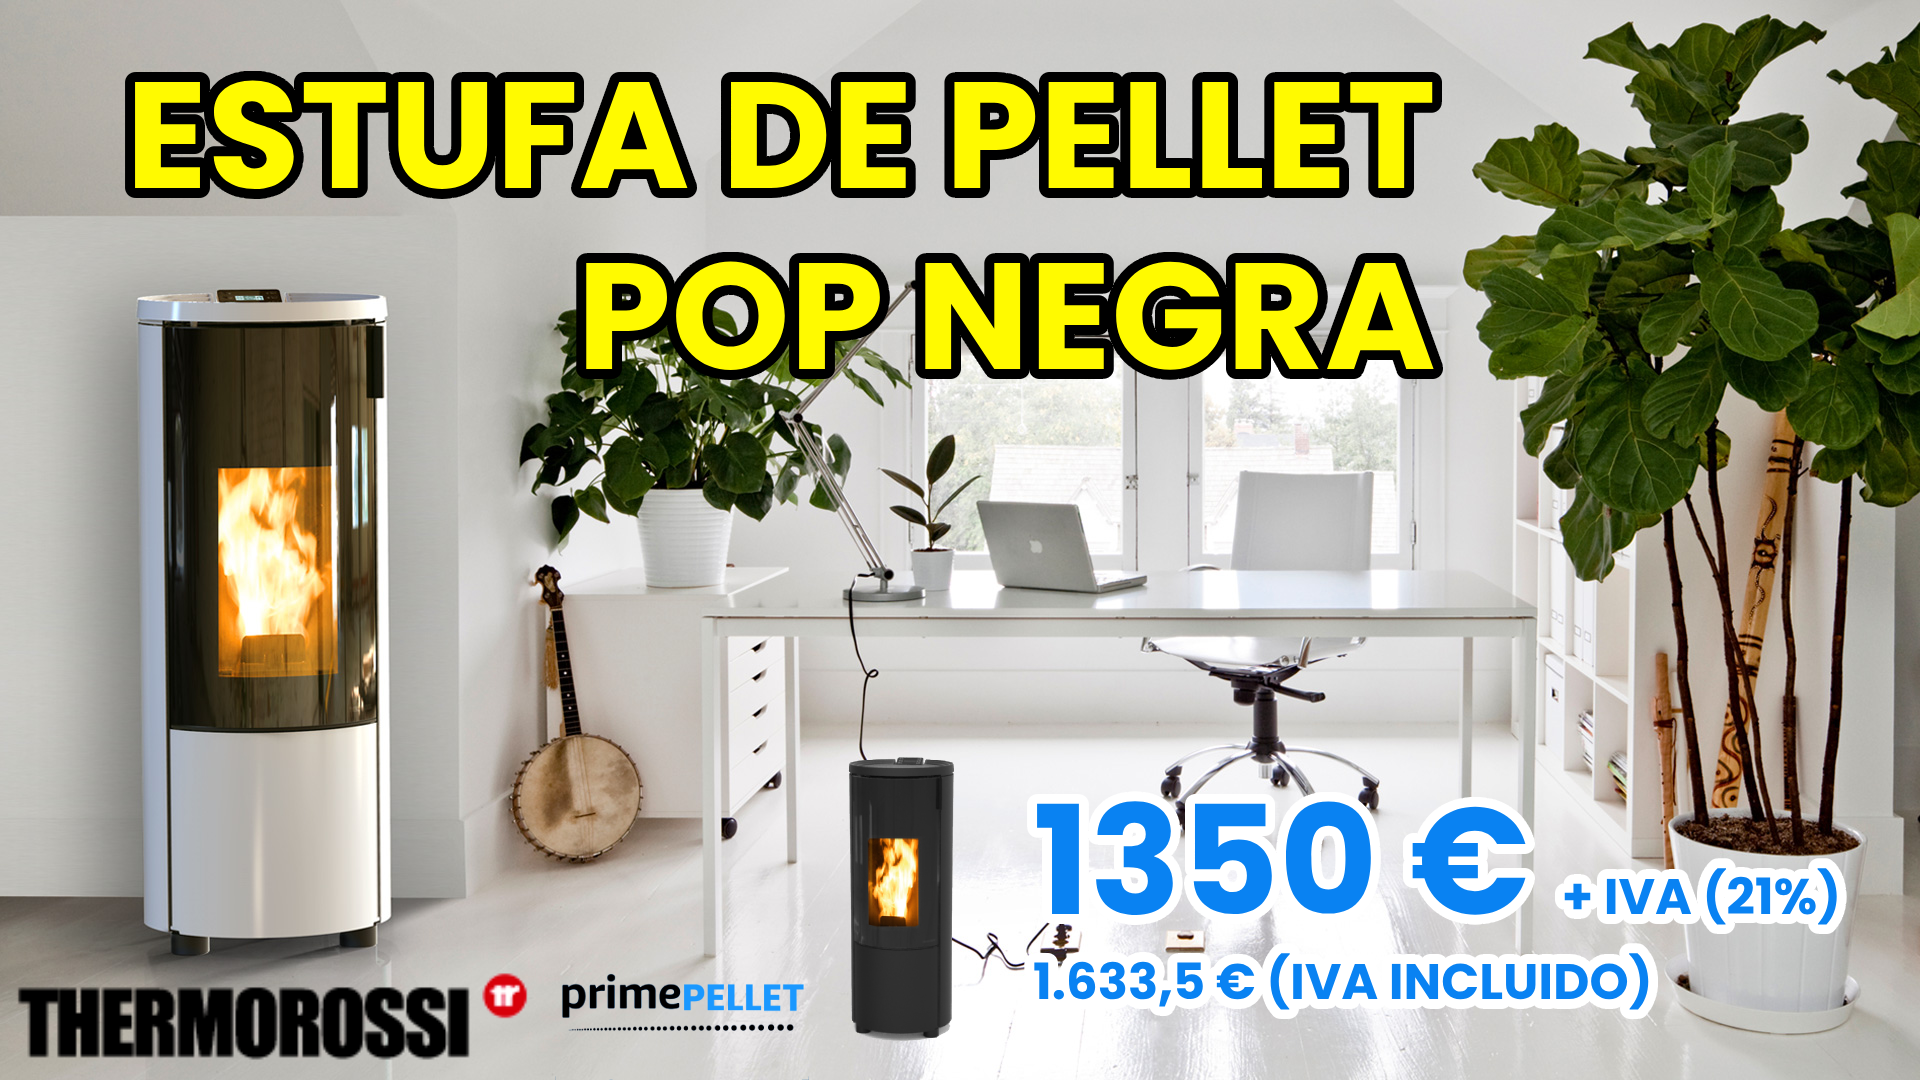 ESTUFA DE PELLET
POP NEGRA
1350 € + IVA (21%)
1.633,5 € (IVA INCLUIDO)
THERMOROSSI
primePELLET